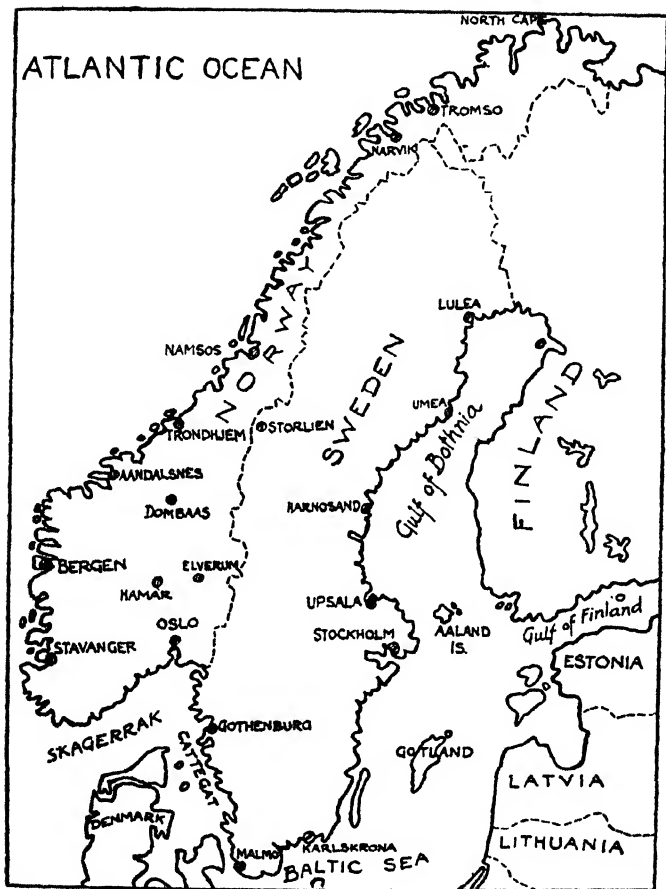 NORTH CAPE
ATLANTIC OCEAN
TROMSO
NARVIK
NORWAY
LULEA
NAMSOS
SWEDEN
FINLAND
UMEA
TRONDHJEM
STORLIEN
Gulf of Bothnia
AANDALSNES
DOMBAAS
HARNOSAND
BERGEN
ELVERUM
HAMAR
UPSALA
OSLO
STOCKHOLM
AALAND
IS.
Gulf of Finland
STAVANGER
ESTONIA
SKAGERRAK
GOTHENBURG
CATTEGAT
GOTLAND
LATVIA
DENMARK
LITHUANIA
MALMO
KARLSKRONA
BALTIC SEA